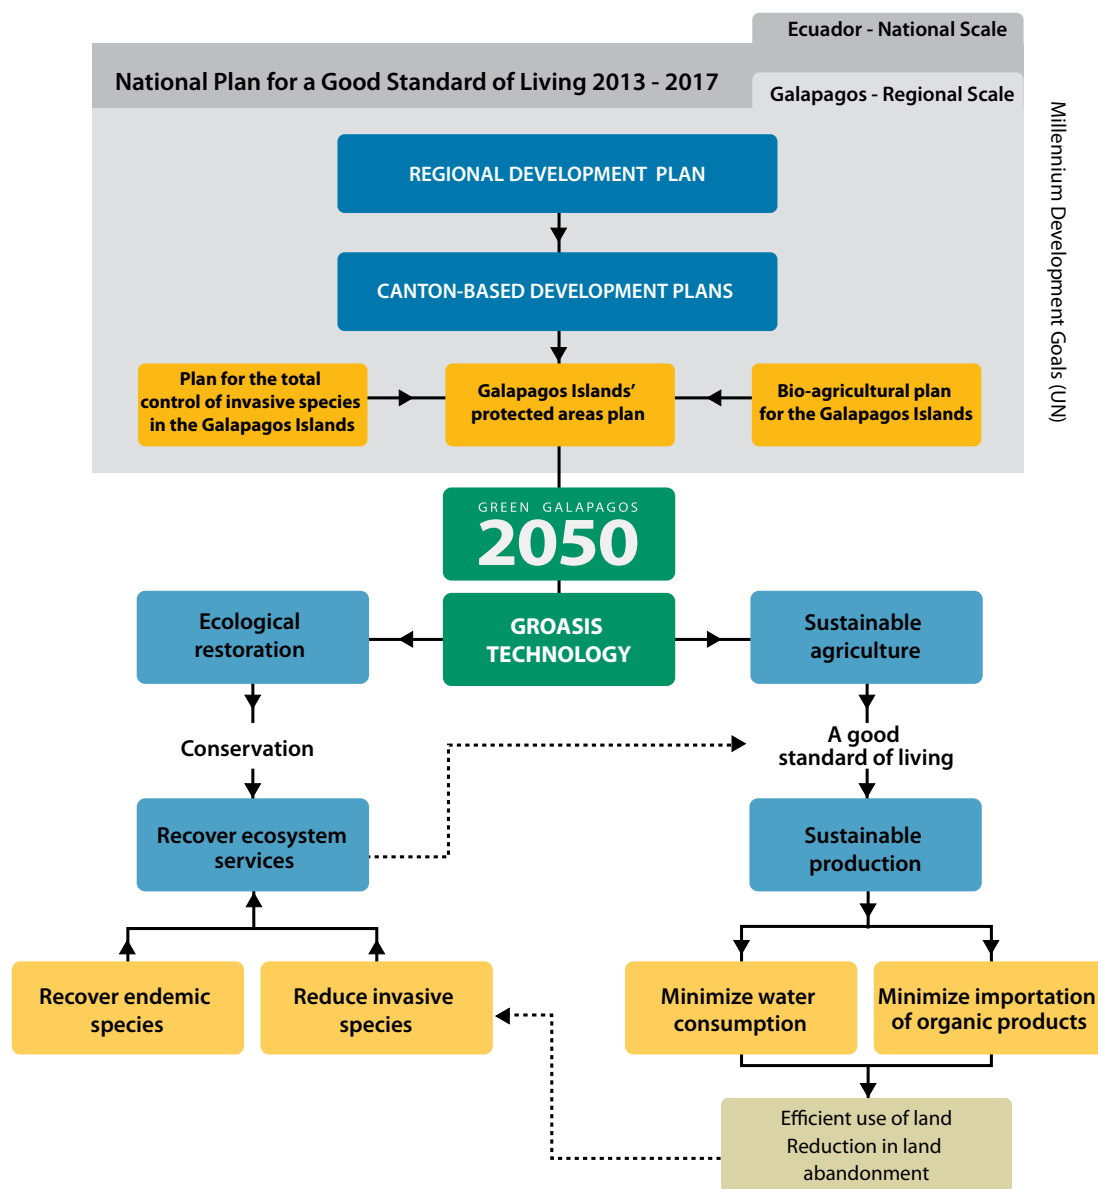 Ecuador - National Scale
National Plan for a Good Standard of Living 2013 - 2017
Galapagos - Regional Scale
Millennium Development Goals (UN)
REGIONAL DEVELOPMENT PLAN
CANTON-BASED DEVELOPMENT PLANS
Plan for the total
control of invasive species
in the Galapagos Islands
Galapagos Islands'
protected areas plan
Bio-agricultural plan
for the Galapagos Islands
GREEN GALAPAGOS
2050
GROASIS
TECHNOLOGY
Ecological
restoration
Sustainable
agriculture
Conservation
A good
standard of living
Recover ecosystem
services
Sustainable
production
Recover endemic
species
Reduce invasive
species
Minimize water
consumption
Minimize importation
of organic products
Efficient use of land
Reduction in land
abandonment